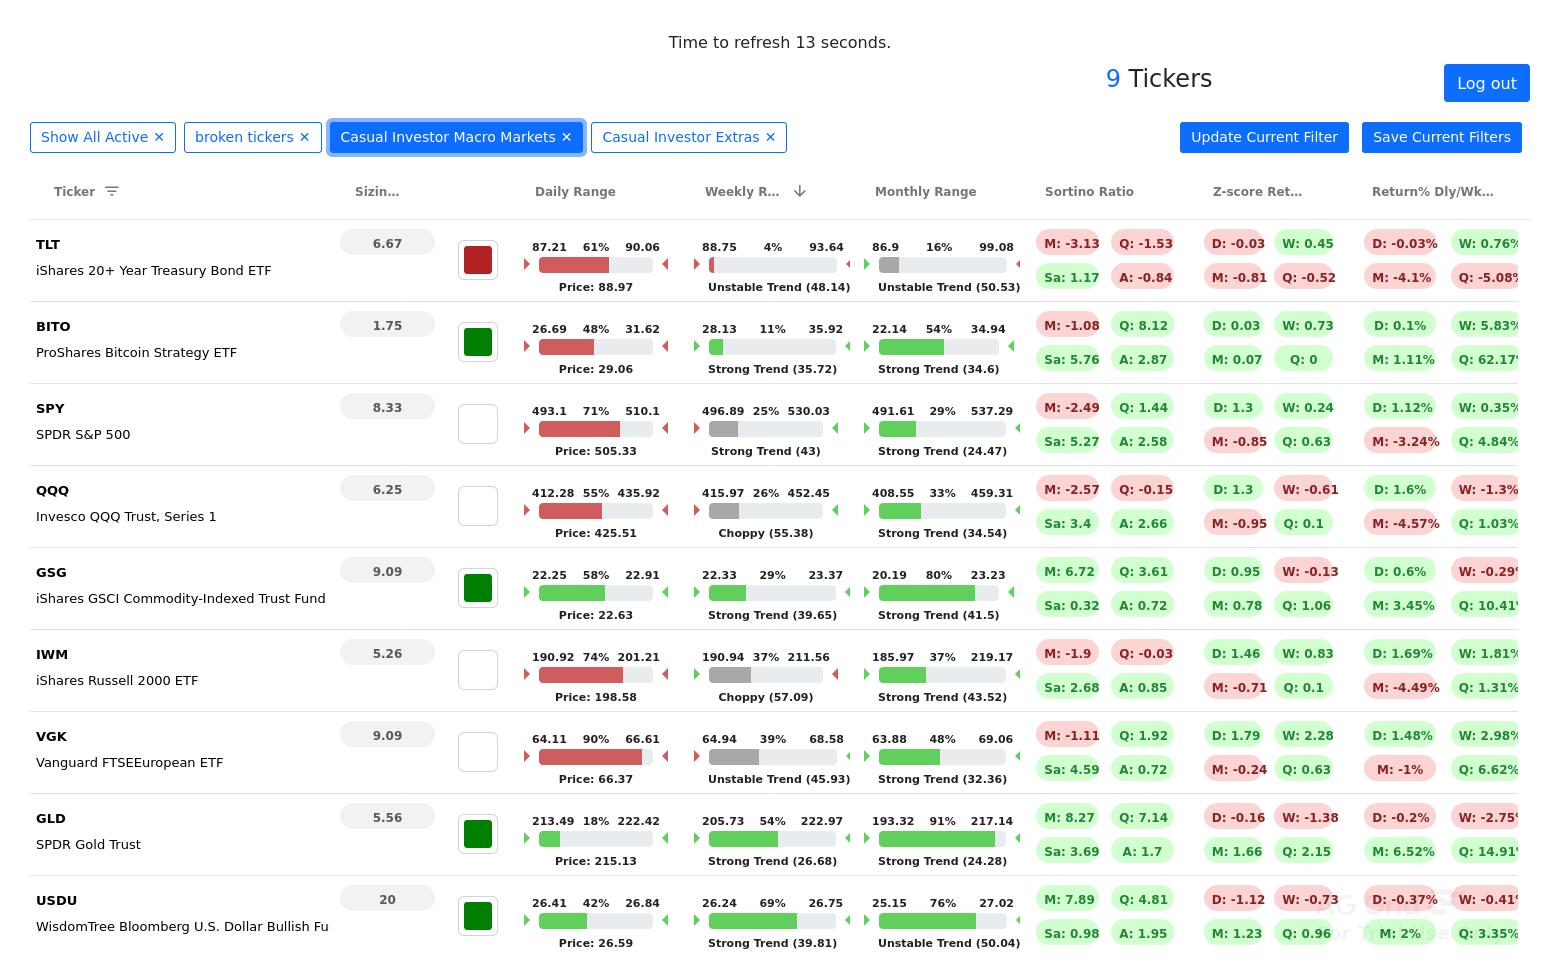 Time to refresh 13 seconds.
9 Tickers
Log out
Show All Active ✕ broken tickers ✕ Casual Investor Macro Markets ✕ Casual Investor Extras ✕ Update Current Filter Save Current Filters
Ticker Sizin... Daily Range Weekly R... Monthly Range Sortino Ratio Z-score Ret... Return% Dly/Wk...
TLT 6.67 87.21 61% 90.06 88.75 4% 93.64 86.9 16% 99.08 M: -3.13 Q: -1.53 D: -0.03 W: 0.45 D: -0.03% W: 0.76%
iShares 20+ Year Treasury Bond ETF Price: 88.97 Unstable Trend (48.14) Unstable Trend (50.53) Sa: 1.17 A: -0.84 M: -0.81 Q: -0.52 M: -4.1% Q: -5.08%
BITO 1.75 26.69 48% 31.62 28.13 11% 35.92 22.14 54% 34.94 M: -1.08 Q: 8.12 D: 0.03 W: 0.73 D: 0.1% W: 5.83%
ProShares Bitcoin Strategy ETF Price: 29.06 Strong Trend (35.72) Strong Trend (34.6) Sa: 5.76 A: 2.87 M: 0.07 Q: 0 M: 1.11% Q: 62.17%
SPY 8.33 493.1 71% 510.1 496.89 25% 530.03 491.61 29% 537.29 M: -2.49 Q: 1.44 D: 1.3 W: 0.24 D: 1.12% W: 0.35%
SPDR S&P 500 Price: 505.33 Strong Trend (43) Strong Trend (24.47) Sa: 5.27 A: 2.58 M: -0.85 Q: 0.63 M: -3.24% Q: 4.84%
QQQ 6.25 412.28 55% 435.92 415.97 26% 452.45 408.55 33% 459.31 M: -2.57 Q: -0.15 D: 1.3 W: -0.61 D: 1.6% W: -1.3%
Invesco QQQ Trust, Series 1 Price: 425.51 Choppy (55.38) Strong Trend (34.54) Sa: 3.4 A: 2.66 M: -0.95 Q: 0.1 M: -4.57% Q: 1.03%
GSG 9.09 22.25 58% 22.91 22.33 29% 23.37 20.19 80% 23.23 M: 6.72 Q: 3.61 D: 0.95 W: -0.13 D: 0.6% W: -0.29%
iShares GSCI Commodity-Indexed Trust Fund Price: 22.63 Strong Trend (39.65) Strong Trend (41.5) Sa: 0.32 A: 0.72 M: 0.78 Q: 1.06 M: 3.45% Q: 10.41%
IWM 5.26 190.92 74% 201.21 190.94 37% 211.56 185.97 37% 219.17 M: -1.9 Q: -0.03 D: 1.46 W: 0.83 D: 1.69% W: 1.81%
iShares Russell 2000 ETF Price: 198.58 Choppy (57.09) Strong Trend (43.52) Sa: 2.68 A: 0.85 M: -0.71 Q: 0.1 M: -4.49% Q: 1.31%
VGK 9.09 64.11 90% 66.61 64.94 39% 68.58 63.88 48% 69.06 M: -1.11 Q: 1.92 D: 1.79 W: 2.28 D: 1.48% W: 2.98%
Vanguard FTSEEuropean ETF Price: 66.37 Unstable Trend (45.93) Strong Trend (32.36) Sa: 4.59 A: 0.72 M: -0.24 Q: 0.63 M: -1% Q: 6.62%
GLD 5.56 213.49 18% 222.42 205.73 54% 222.97 193.32 91% 217.14 M: 8.27 Q: 7.14 D: -0.16 W: -1.38 D: -0.2% W: -2.75%
SPDR Gold Trust Price: 215.13 Strong Trend (26.68) Strong Trend (24.28) Sa: 3.69 A: 1.7 M: 1.66 Q: 2.15 M: 6.52% Q: 14.91%
USDU 20 26.41 42% 26.84 26.24 69% 26.75 25.15 76% 27.02 M: 7.89 Q: 4.81 D: -1.12 W: -0.73 D: -0.37% W: -0.41%
WisdomTree Bloomberg U.S. Dollar Bullish Fu Price: 26.59 Strong Trend (39.81) Unstable Trend (50.04) Sa: 0.98 A: 1.95 M: 1.23 Q: 0.96 M: 2% Q: 3.35%